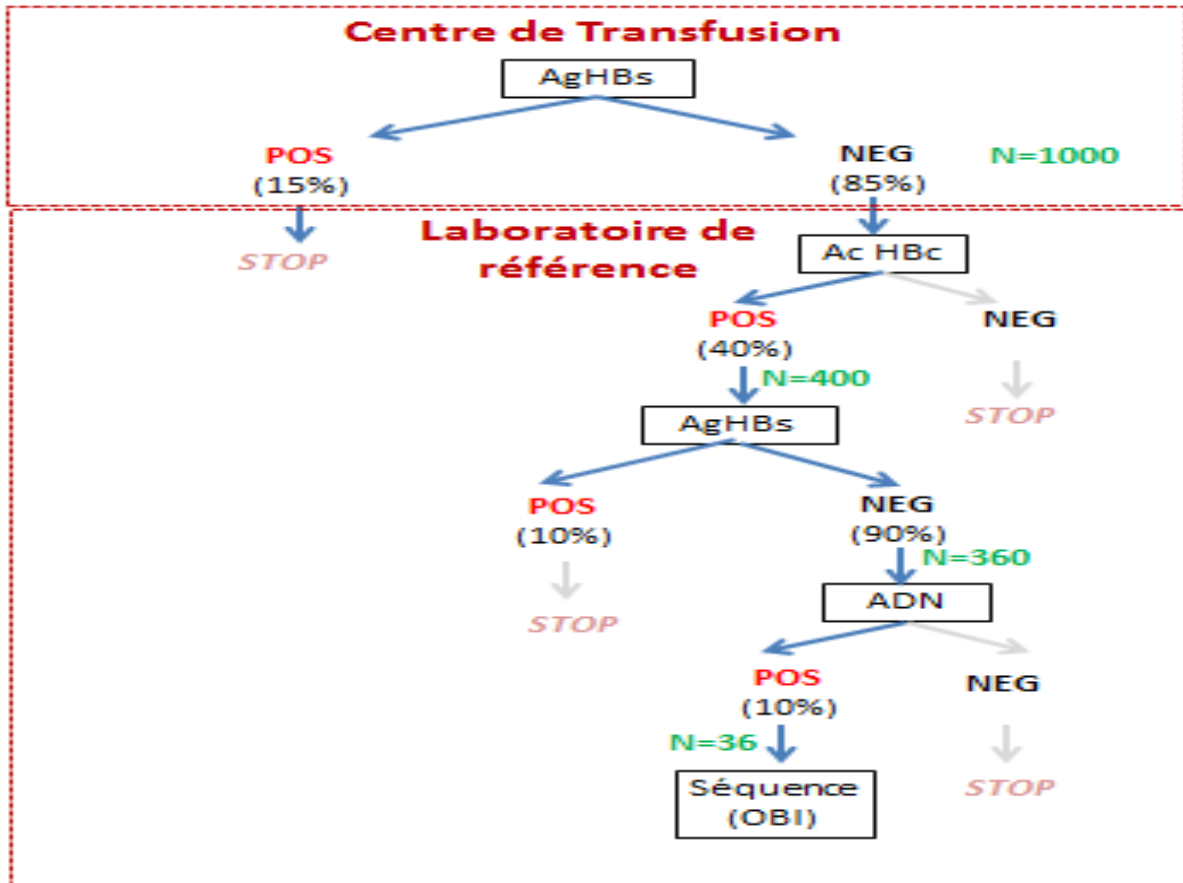 Centre de Transfusion
AgHBs
POS
(15%)
NEG
(85%)
N=1000
STOP
Laboratoire de
référence
Ac HBc
POS
(40%)
NEG
N=400
STOP
AgHBs
POS
(10%)
NEG
(90%)
N=360
STOP
ADN
POS
(10%)
NEG
N=36
STOP
Séquence
(OBI)